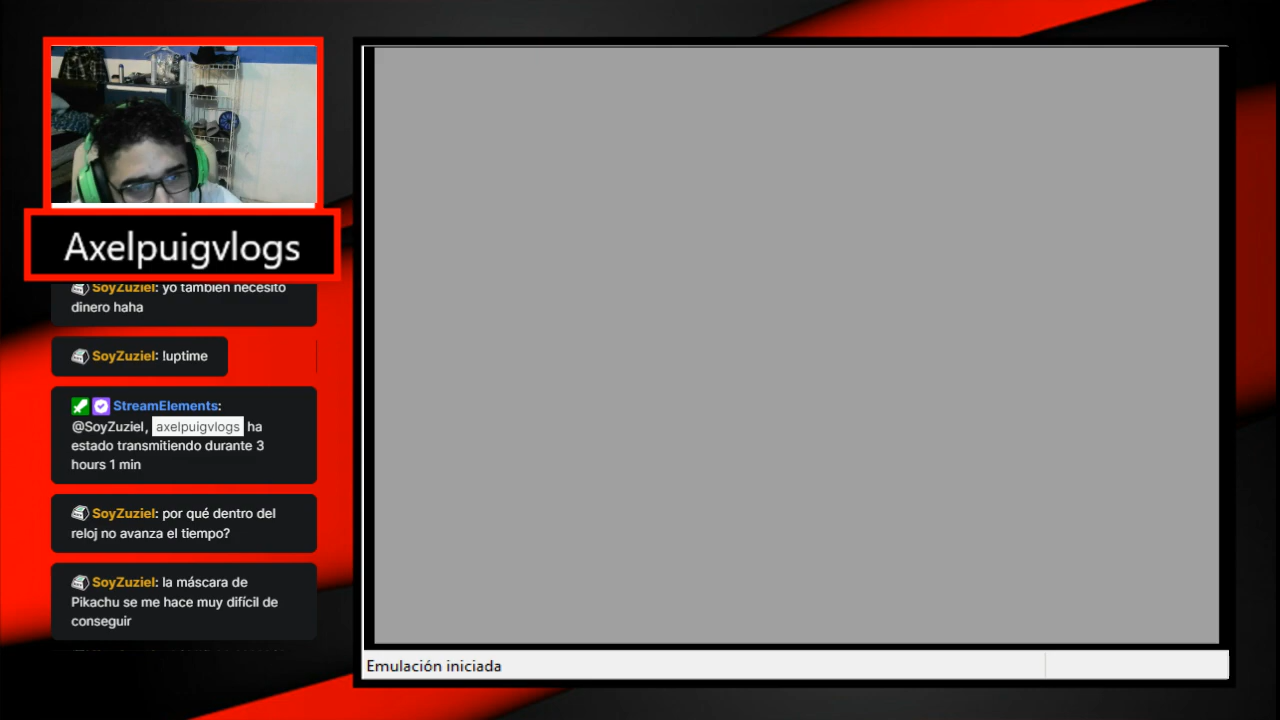 Axelpuigvlogs
SoyZuziel: yo también necesito
dinero haha
SoyZuziel: !uptime
StreamElements:
@SoyZuziel, axelpuigvlogs ha
estado transmitiendo durante 3
hours 1 min
SoyZuziel: por qué dentro del
reloj no avanza el tiempo?
SoyZuziel: la máscara de
Pikachu se me hace muy difícil de
conseguir
Emulación iniciada